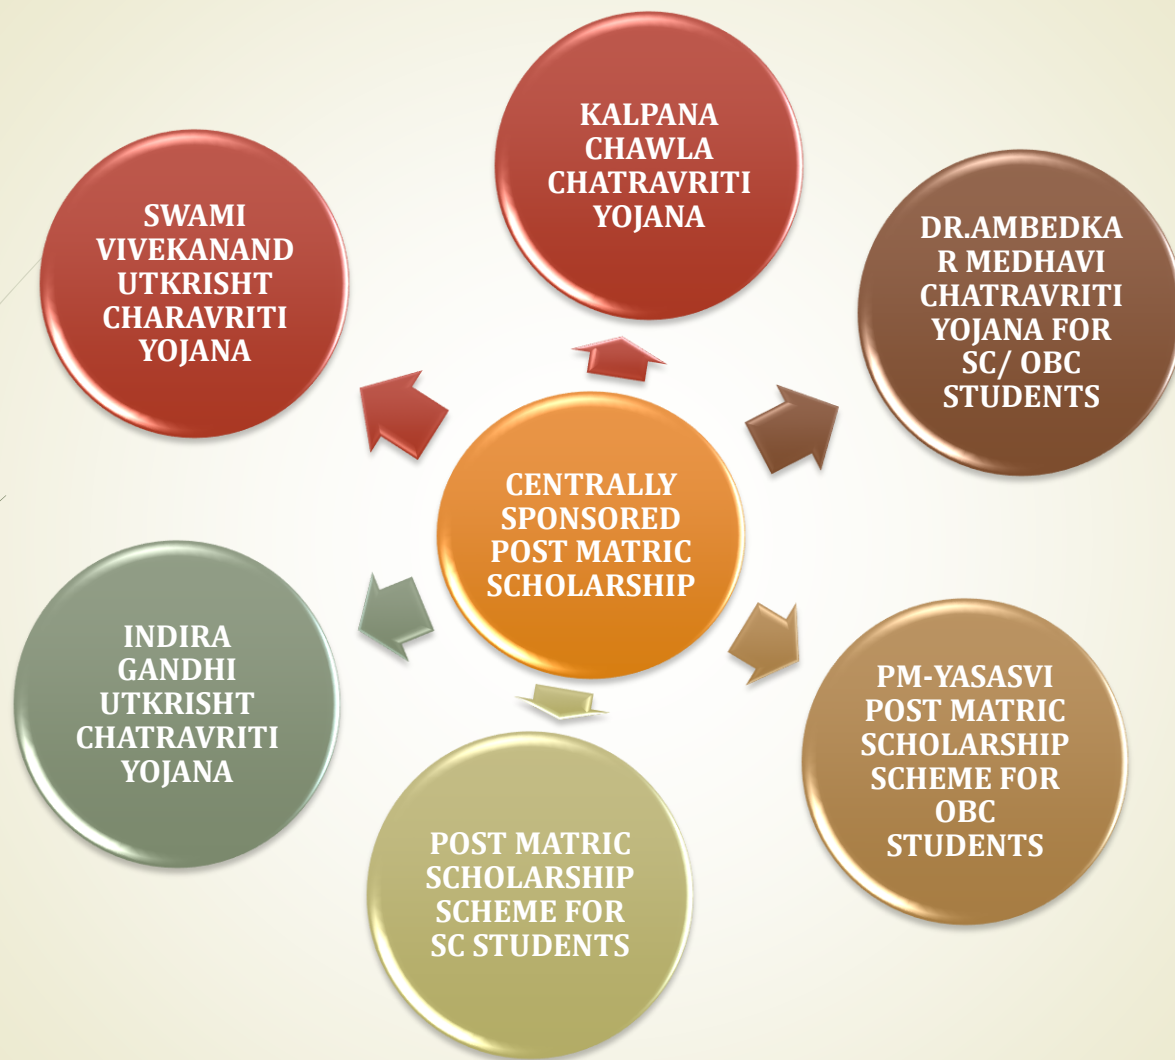 KALPANA
CHAWLA
CHATRAVRITI
YOJANA
SWAMI
VIVEKANAND
UTKRISHT
CHARAVRITI
YOJANA
DR.AMBEDKA
R MEDHAVI
CHATRAVRITI
YOJANA FOR
SC/ OBC
STUDENTS
CENTRALLY
SPONSORED
POST MATRIC
SCHOLARSHIP
INDIRA
GANDHI
UTKRISHT
CHATRAVRITI
YOJANA
PM-YASASVI
POST MATRIC
SCHOLARSHIP
SCHEME FOR
OBC
STUDENTS
POST MATRIC
SCHOLARSHIP
SCHEME FOR
SC STUDENTS